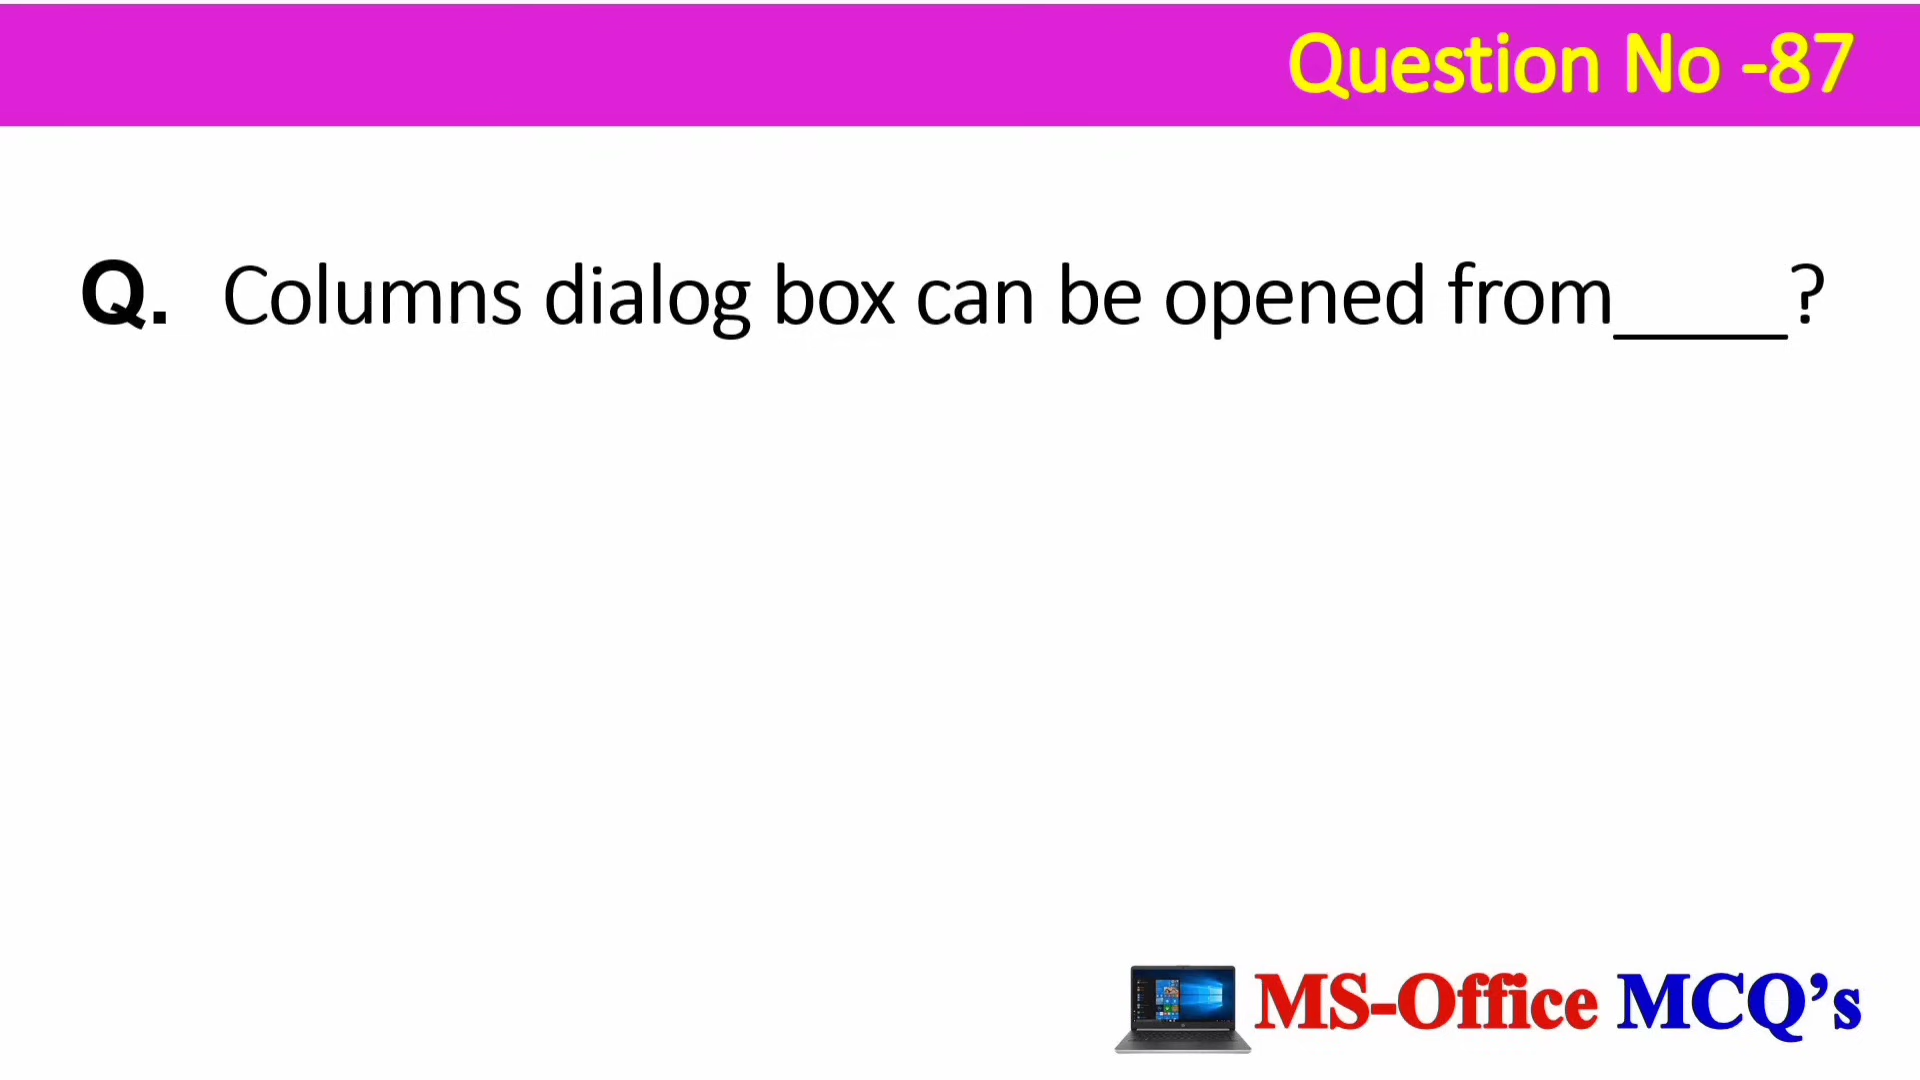 Question No -87
Q. Columns dialog box can be opened from_____?
MS-Office MCQ’s